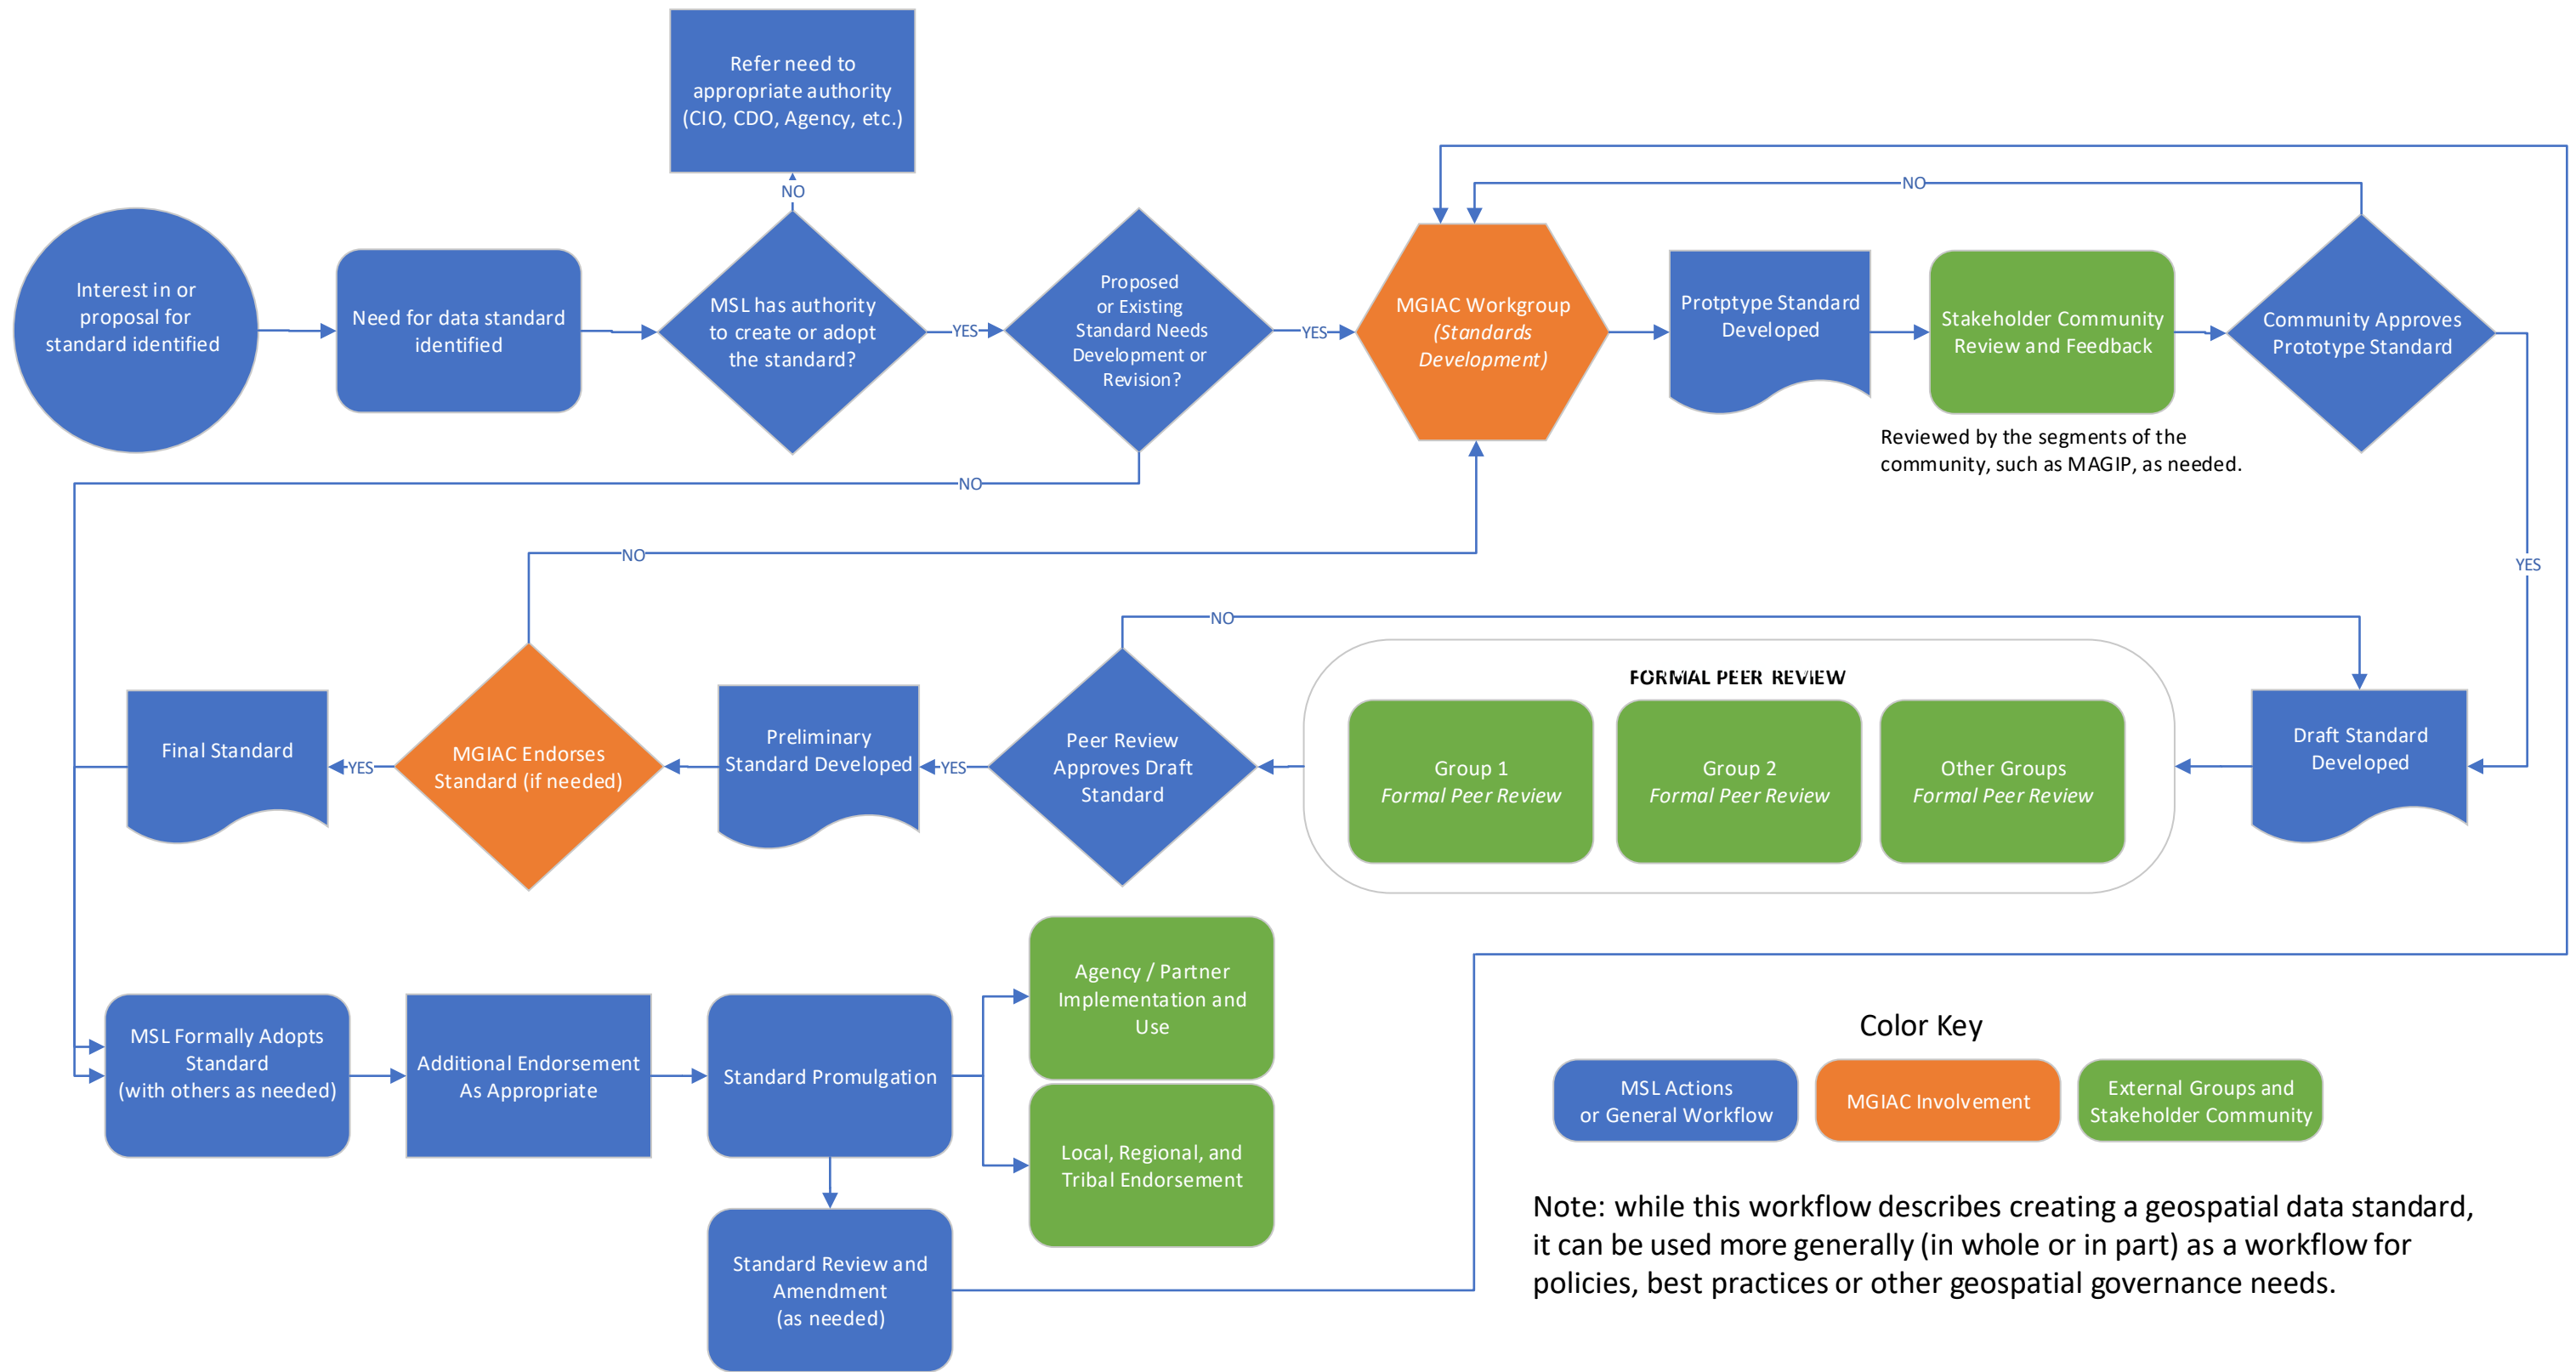 Refer need to
appropriate authority
(CIO, CDO, Agency, etc.)
NO
Interest in or
proposal for
standard identified
Need for data standard
identified
MSL has authority
to create or adopt
the standard?
YES
Proposed
or Existing
Standard Needs
Development or
Revision?
YES
NO
MGIAC Workgroup
(Standards
Development)
Protptype Standard
Developed
Stakeholder Community
Review and Feedback
Reviewed by the segments of the
community, such as MAGIP, as needed.
Community Approves
Prototype Standard
NO
YES
Draft Standard
Developed
FORMAL PEER REVIEW
Group 1
Formal Peer Review
Group 2
Formal Peer Review
Other Groups
Formal Peer Review
Peer Review
Approves Draft
Standard
NO
YES
Preliminary
Standard Developed
MGIAC Endorses
Standard (if needed)
NO
YES
Final Standard
MSL Formally Adopts
Standard
(with others as needed)
Additional Endorsement
As Appropriate
Standard Promulgation
Agency / Partner
Implementation and
Use
Local, Regional, and
Tribal Endorsement
Standard Review and
Amendment
(as needed)
Color Key
MSL Actions
or General Workflow
MGIAC Involvement
External Groups and
Stakeholder Community
Note: while this workflow describes creating a geospatial data standard,
it can be used more generally (in whole or in part) as a workflow for
policies, best practices or other geospatial governance needs.